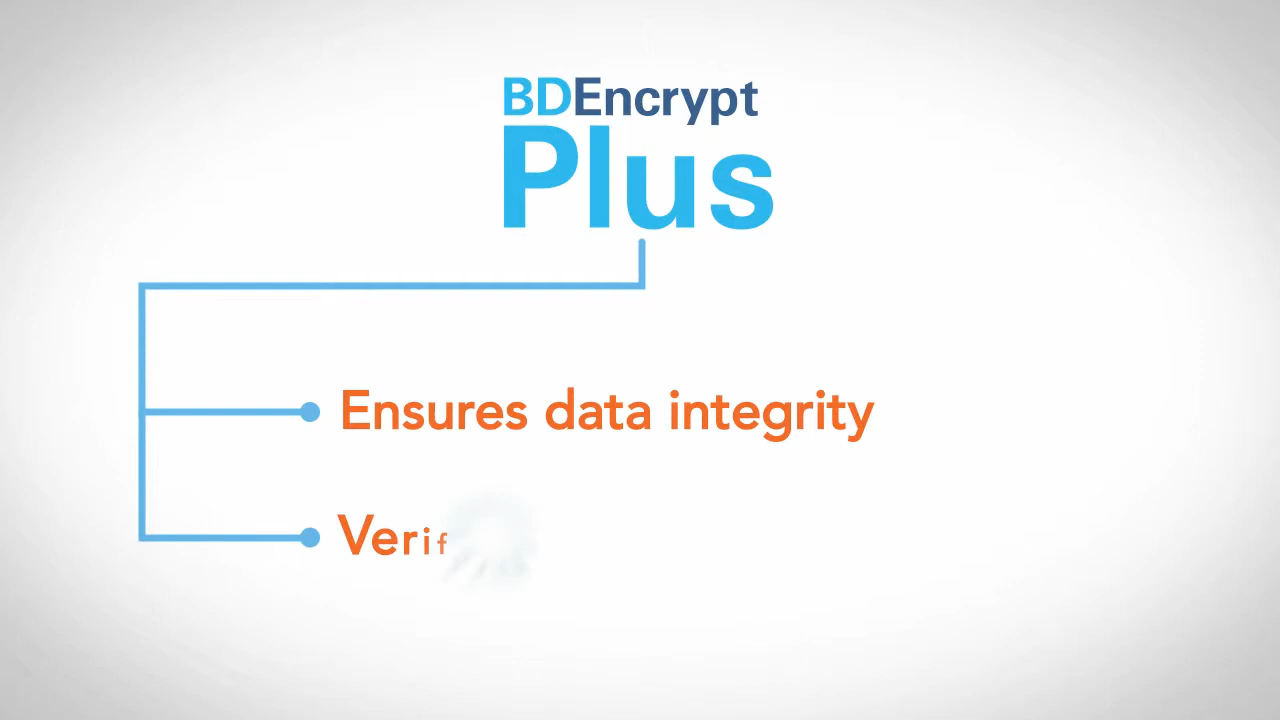 BDEncrypt
Plus
Ensures data integrity
Verif